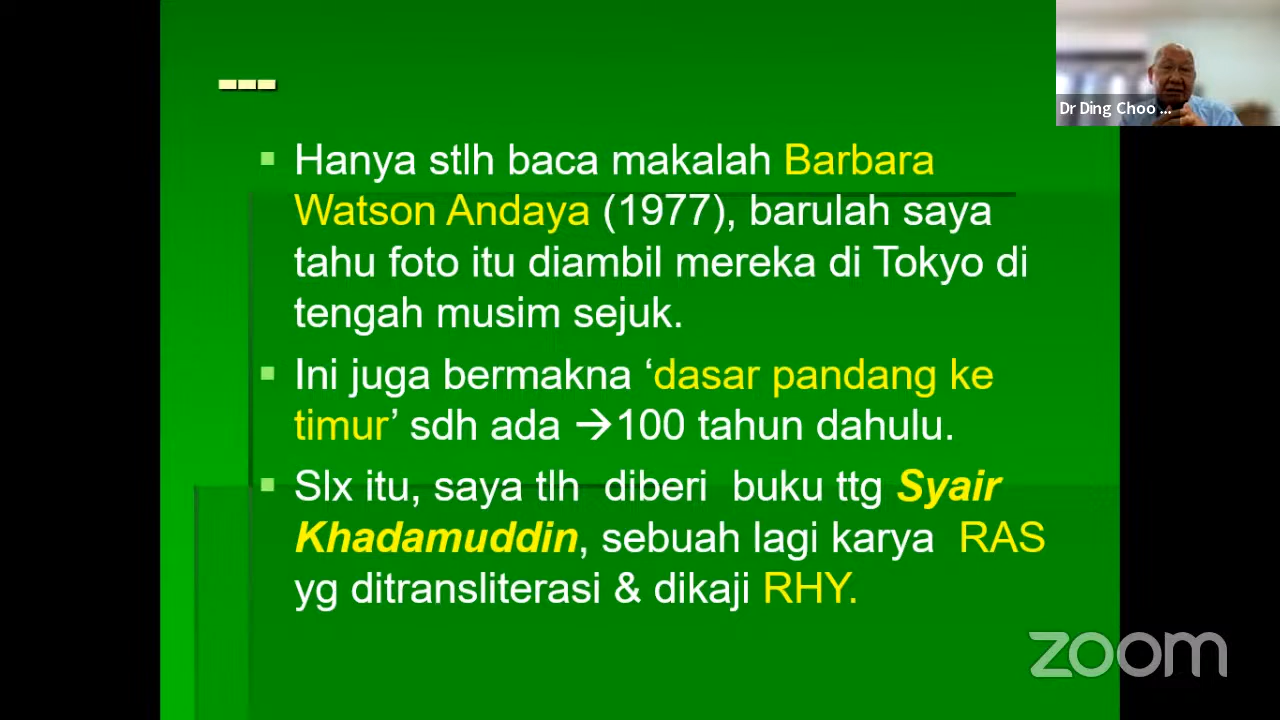 ---
Dr Ding Choo ...
▪ Hanya stlh baca makalah Barbara
Watson Andaya (1977), barulah saya
tahu foto itu diambil mereka di Tokyo di
tengah musim sejuk.
▪ Ini juga bermakna ‘dasar pandang ke
timur’ sdh ada →100 tahun dahulu.
▪ Slx itu, saya tlh diberi buku ttg Syair
Khadamuddin, sebuah lagi karya RAS
yg ditransliterasi & dikaji RHY.
zoom